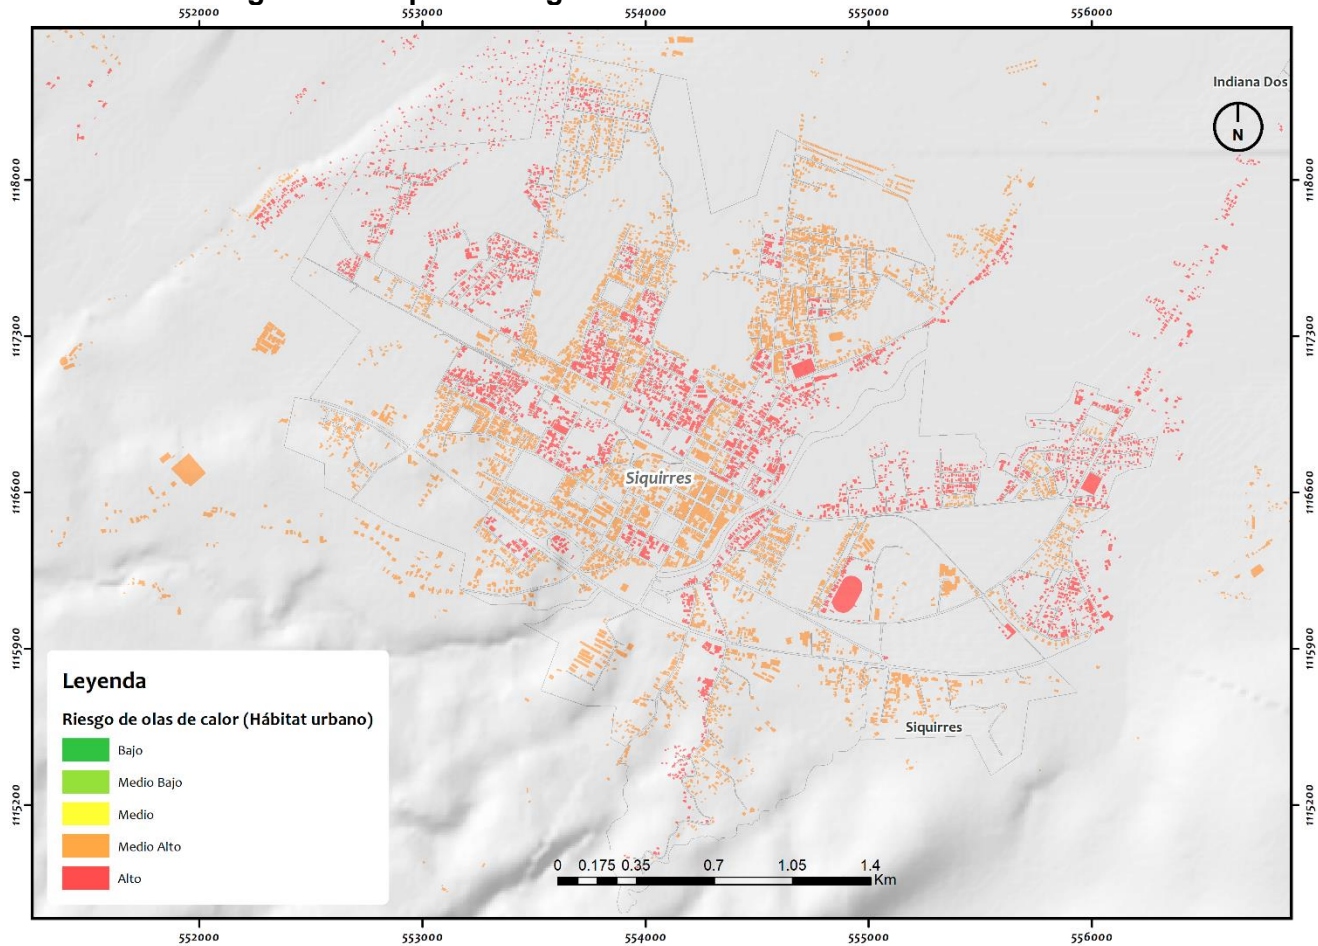 552000 553000 554000 555000 556000
Indiana Dos
N
1118000 1118000
1117300 1117300
Siquirres
1116600 1116600
1115900 1115900
Siquirres
1115200 1115200
Leyenda
Riesgo de olas de calor (Hábitat urbano)
Bajo
Medio Bajo
Medio
Medio Alto
Alto
0 0.175 0.35 0.7 1.05 1.4
Km
552000 553000 554000 555000 556000